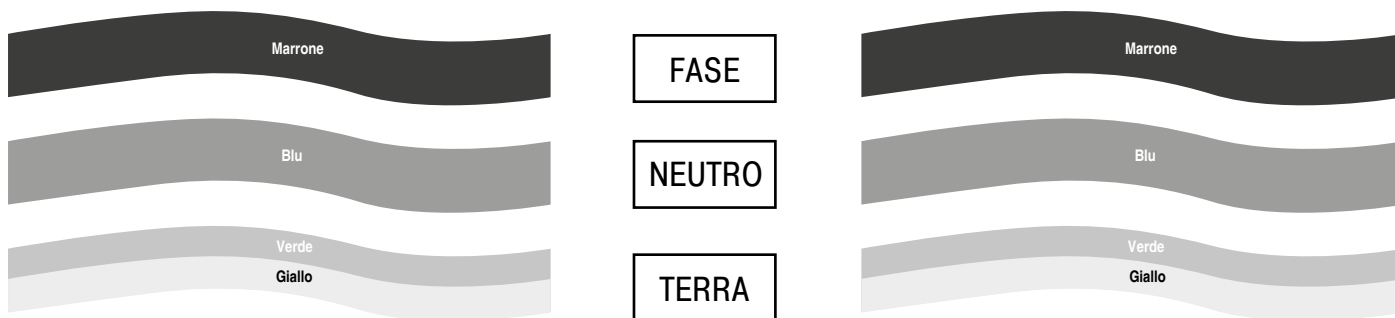 Marrone
FASE
Marrone
Blu
NEUTRO
Blu
Verde
Verde
Giallo
TERRA
Giallo